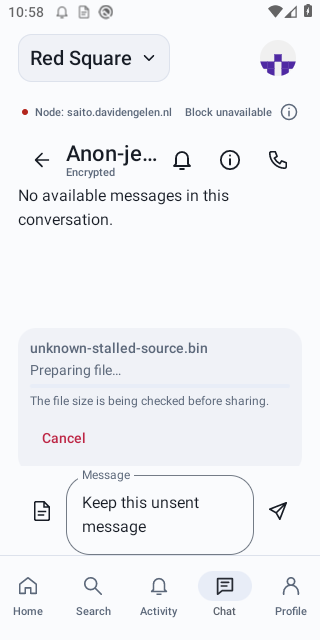 10:58
Red Square
Node: saito.davidengelen.nl Block unavailable
Anon-je…
Encrypted
No available messages in this
conversation.
unknown-stalled-source.bin
Preparing file…
The file size is being checked before sharing.
Cancel
Message
Keep this unsent
message
Home Search Activity Chat Profile